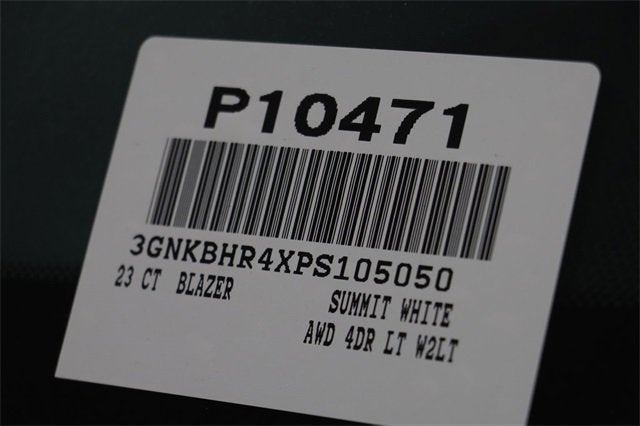 P10471
3GNKBHR4XPS105050
23 CT BLAZER SUMMIT WHITE
AWD 4DR LT W2LT